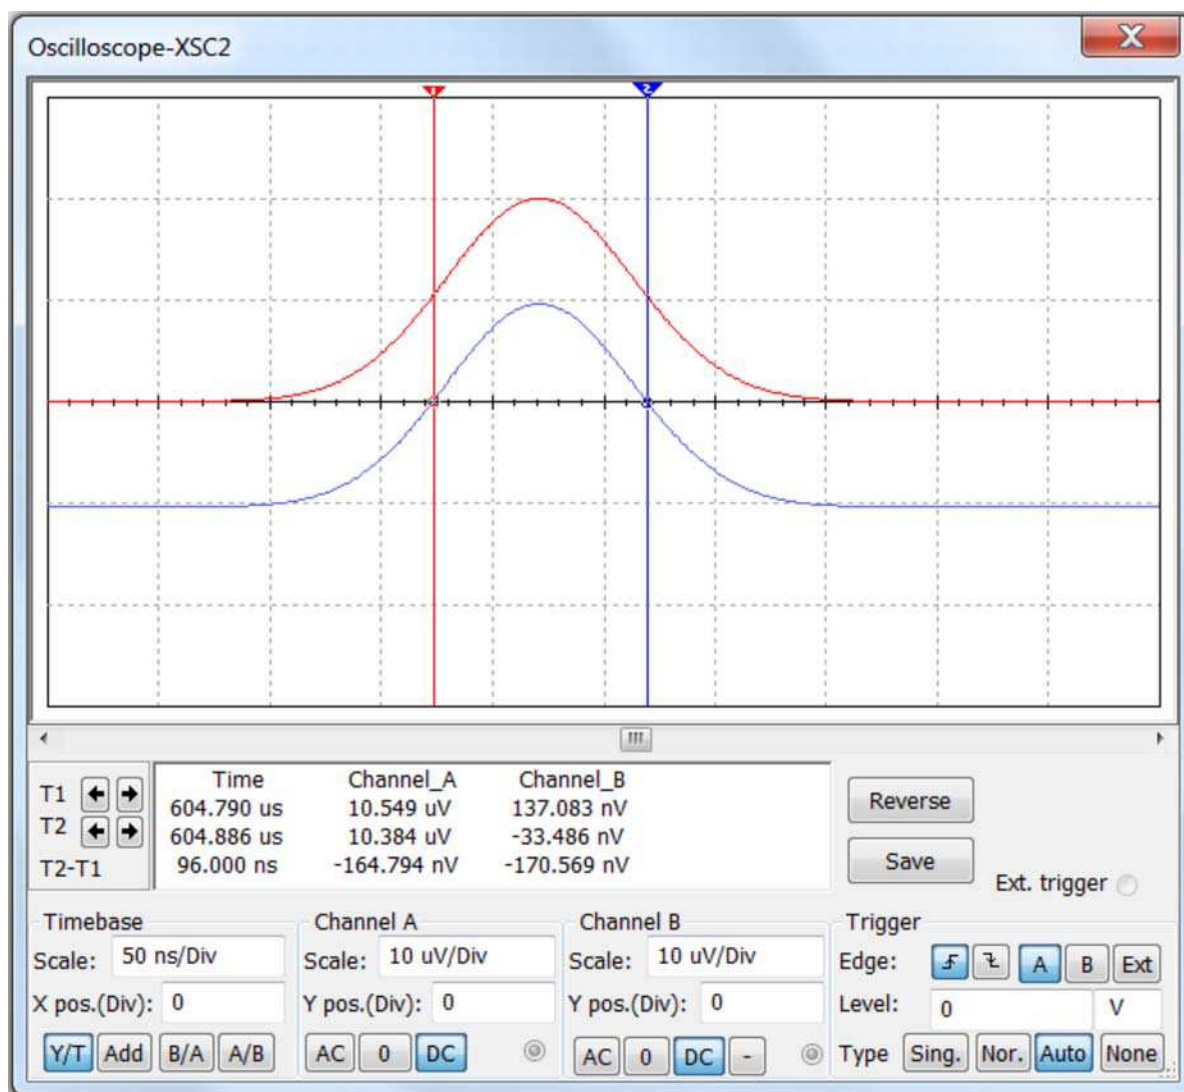 Oscilloscope-XSC2
1 2
Time Channel_A Channel_B
T1 604.790 us 10.549 uV 137.083 nV
T2 604.886 us 10.384 uV -33.486 nV
T2-T1 96.000 ns -164.794 nV -170.569 nV
Reverse
Save
Ext. trigger
Timebase
Scale: 50 ns/Div
X pos.(Div): 0
Y/T Add B/A A/B
Channel A
Scale: 10 uV/Div
Y pos.(Div): 0
AC 0 DC
Channel B
Scale: 10 uV/Div
Y pos.(Div): 0
AC 0 DC -
Trigger
Edge: A B Ext
Level: 0 V
Type Sing. Nor. Auto None